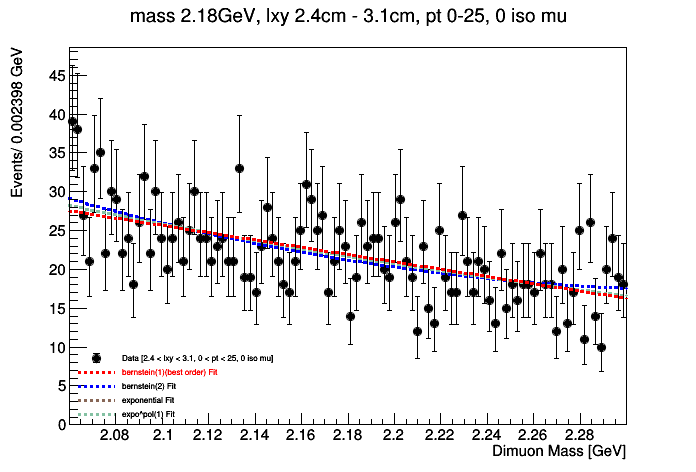 mass 2.18GeV, lxy 2.4cm - 3.1cm, pt 0-25, 0 iso mu
Events/ 0.002398 GeV
45
40
35
30
25
20
15
10
5
0
Data [2.4 < lxy < 3.1, 0 < pt < 25, 0 iso mu]
bernstein(1)(best order) Fit
bernstein(2) Fit
exponential Fit
expo*pol(1) Fit
2.08 2.1 2.12 2.14 2.16 2.18 2.2 2.22 2.24 2.26 2.28
Dimuon Mass [GeV]